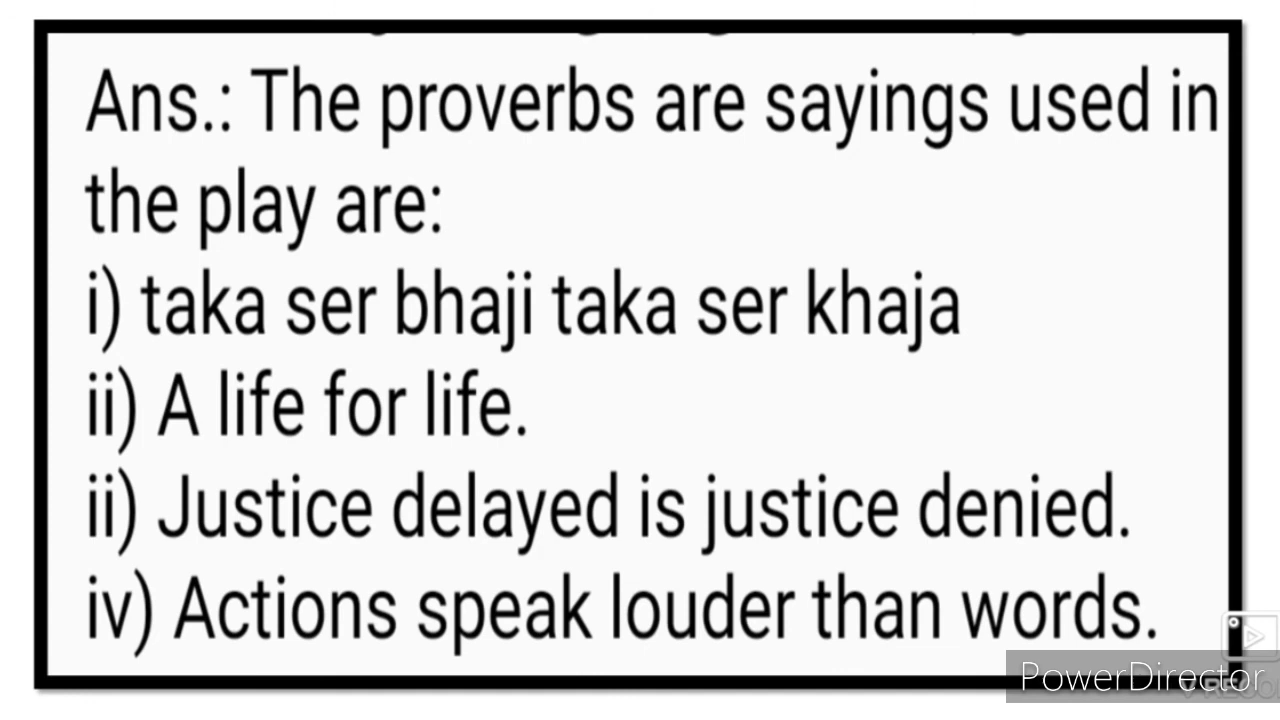 Ans.: The proverbs are sayings used in
the play are:
i) taka ser bhaji taka ser khaja
ii) A life for life.
ii) Justice delayed is justice denied.
iv) Actions speak louder than words.
PowerDirector